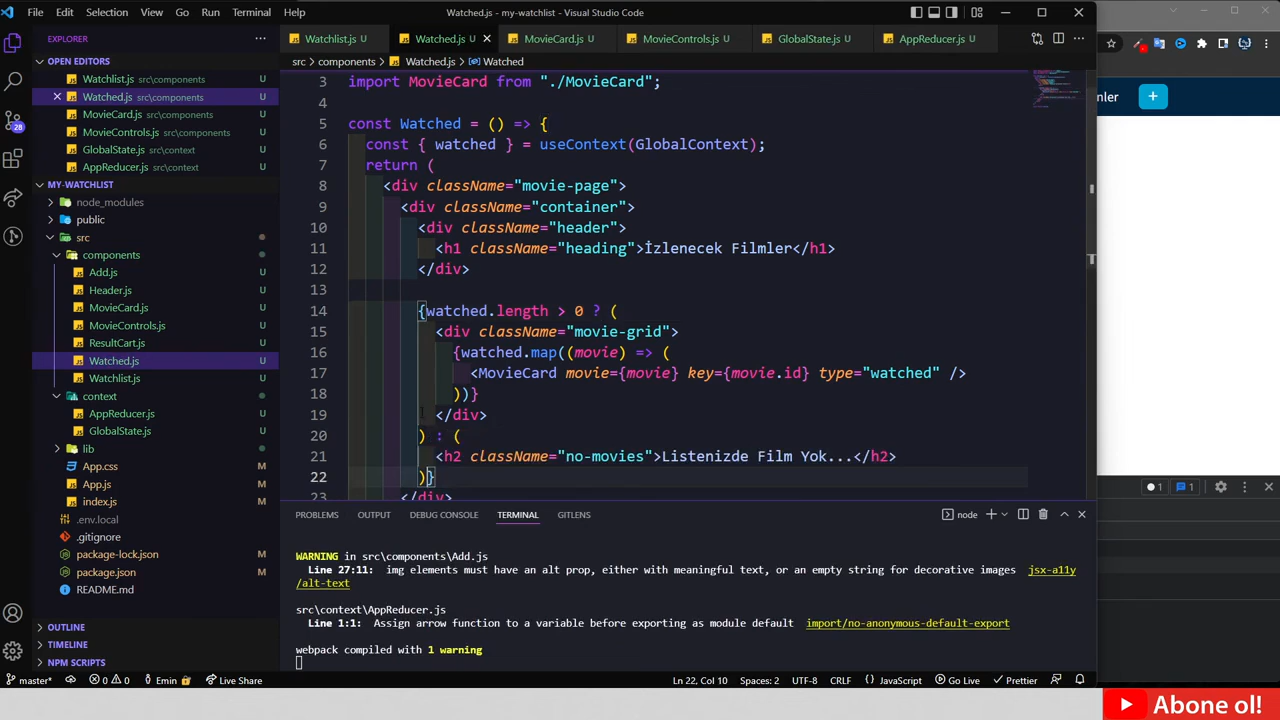 File Edit Selection View Go Run Terminal Help
Watched.js - my-watchlist - Visual Studio Code
EXPLORER
Watchlist.js U
Watched.js U
MovieCard.js U
MovieControls.js U
GlobalState.js U
AppReducer.js U
src > components > Watched.js > Watched
OPEN EDITORS
Watchlist.js src\components U
Watched.js src\components U
MovieCard.js src\components U
MovieControls.js src\components U
GlobalState.js src\context U
AppReducer.js src\context U
MY-WATCHLIST
node_modules
public
src
components
Add.js U
Header.js U
MovieCard.js U
MovieControls.js U
ResultCart.js U
Watched.js U
Watchlist.js U
context
AppReducer.js U
GlobalState.js U
lib
App.css M
App.js M
index.js M
.env.local
.gitignore
package-lock.json M
package.json M
README.md
OUTLINE
TIMELINE
NPM SCRIPTS
28
3 import MovieCard from "./MovieCard";
4
5 const Watched = () => {
6 const { watched } = useContext(GlobalContext);
7 return (
8 <div className="movie-page">
9 <div className="container">
10 <div className="header">
11 <h1 className="heading">İzlenecek Filmler</h1>
12 </div>
13
14 {watched.length > 0 ? (
15 <div className="movie-grid">
16 {watched.map((movie) => (
17 <MovieCard movie={movie} key={movie.id} type="watched" />
18 ))}
19 </div>
20 ) : (
21 <h2 className="no-movies">Listenizde Film Yok...</h2>
22 )}
23 </div>
PROBLEMS OUTPUT DEBUG CONSOLE TERMINAL GITLENS
node
WARNING in src\components\Add.js
Line 27:11: img elements must have an alt prop, either with meaningful text, or an empty string for decorative images jsx-a11y
/alt-text
src\context\AppReducer.js
Line 1:1: Assign arrow function to a variable before exporting as module default import/no-anonymous-default-export
webpack compiled with 1 warning
master* 0 0 Emin Live Share
Ln 22, Col 10 Spaces: 2 UTF-8 CRLF JavaScript Go Live Prettier
nler +
1 1
Abone ol!